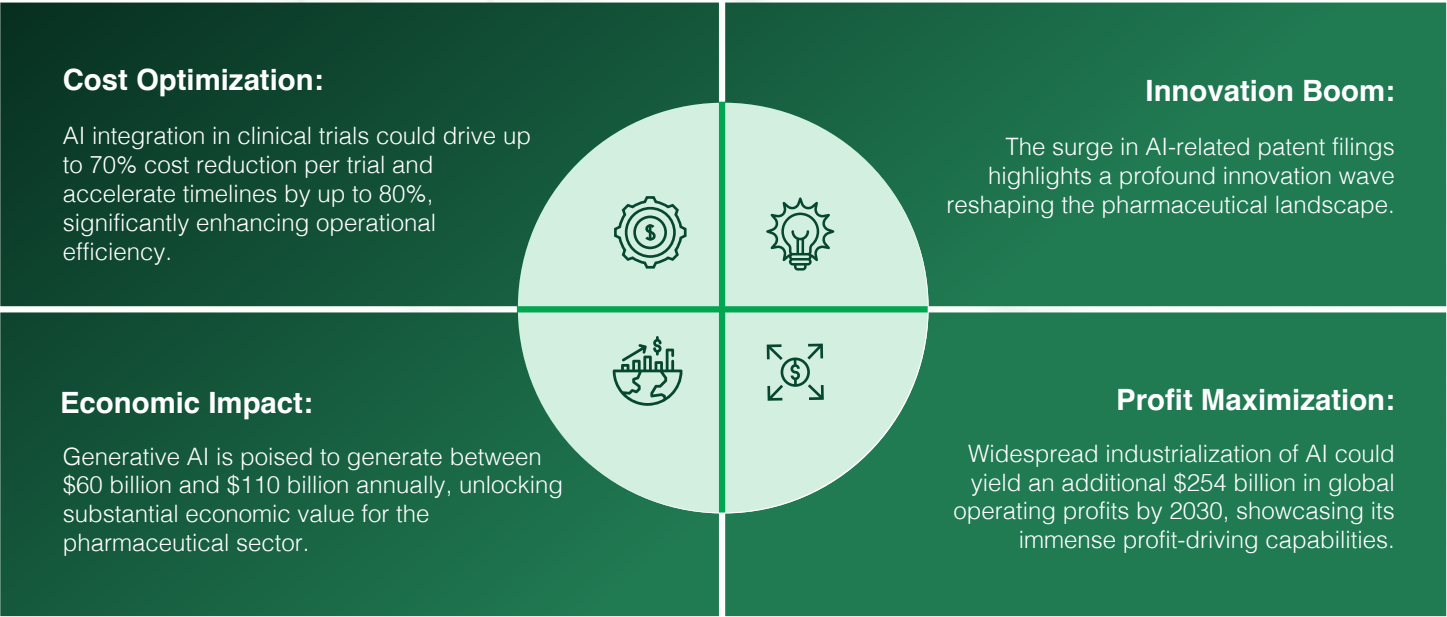 Cost Optimization:
AI integration in clinical trials could drive up
to 70% cost reduction per trial and
accelerate timelines by up to 80%,
significantly enhancing operational
efficiency.
Innovation Boom:
The surge in AI-related patent filings
highlights a profound innovation wave
reshaping the pharmaceutical landscape.
$
$
Economic Impact:
Generative AI is poised to generate between
$60 billion and $110 billion annually, unlocking
substantial economic value for the
pharmaceutical sector.
$
Profit Maximization:
Widespread industrialization of AI could
yield an additional $254 billion in global
operating profits by 2030, showcasing its
immense profit-driving capabilities.